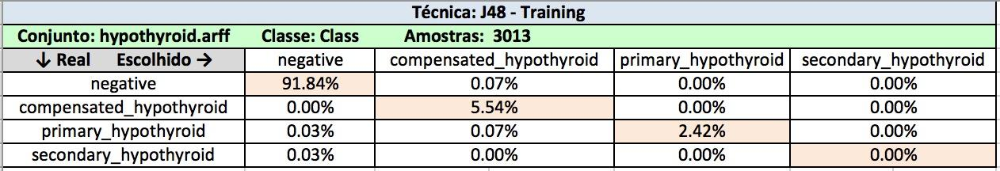 Técnica: J48 - Training
Conjunto: hypothyroid.arff Classe: Class Amostras: 3013
↓ Real Escolhido → negative compensated_hypothyroid primary_hypothyroid secondary_hypothyroid
negative 91.84% 0.07% 0.00% 0.00%
compensated_hypothyroid 0.00% 5.54% 0.00% 0.00%
primary_hypothyroid 0.03% 0.07% 2.42% 0.00%
secondary_hypothyroid 0.03% 0.00% 0.00% 0.00%